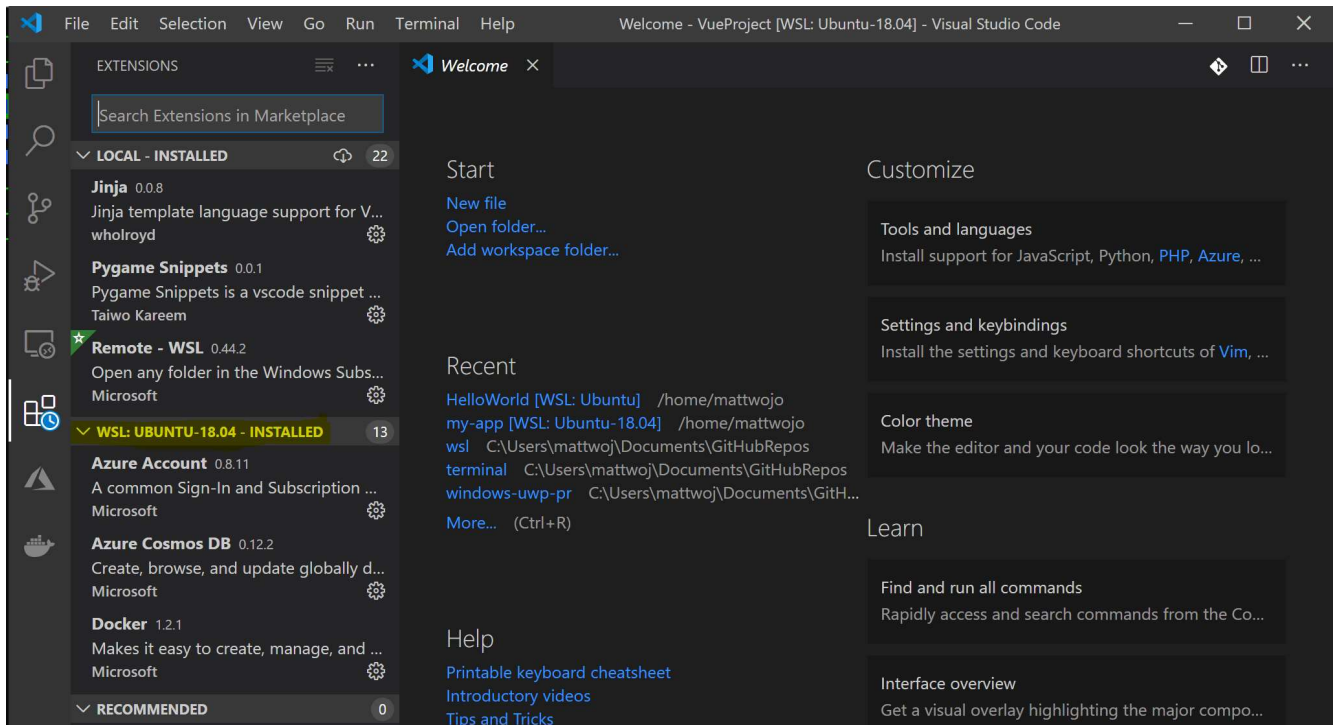 File Edit Selection View Go Run Terminal Help Welcome - VueProject [WSL: Ubuntu-18.04] - Visual Studio Code
EXTENSIONS
Search Extensions in Marketplace
LOCAL - INSTALLED 22
Jinja 0.0.8
Jinja template language support for V...
wholroyd
Pygame Snippets 0.0.1
Pygame Snippets is a vscode snippet ...
Taiwo Kareem
Remote - WSL 0.44.2
Open any folder in the Windows Subs...
Microsoft
WSL: UBUNTU-18.04 - INSTALLED 13
Azure Account 0.8.11
A common Sign-In and Subscription ...
Microsoft
Azure Cosmos DB 0.12.2
Create, browse, and update globally d...
Microsoft
Docker 1.2.1
Makes it easy to create, manage, and ...
Microsoft
RECOMMENDED 0
Welcome
Start
New file
Open folder...
Add workspace folder...
Recent
HelloWorld [WSL: Ubuntu] /home/mattwojo
my-app [WSL: Ubuntu-18.04] /home/mattwojo
wsl C:\Users\mattwoj\Documents\GitHubRepos
terminal C:\Users\mattwoj\Documents\GitHubRepos
windows-uwp-pr C:\Users\mattwoj\Documents\GitH...
More... (Ctrl+R)
Help
Printable keyboard cheatsheet
Introductory videos
Tips and Tricks
Customize
Tools and languages
Install support for JavaScript, Python, PHP, Azure, ...
Settings and keybindings
Install the settings and keyboard shortcuts of Vim, ...
Color theme
Make the editor and your code look the way you lo...
Learn
Find and run all commands
Rapidly access and search commands from the Co...
Interface overview
Get a visual overlay highlighting the major compo...